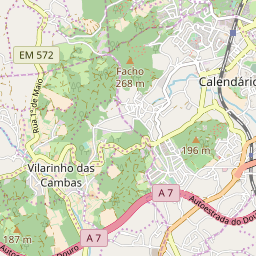 EM 572
Facho
268 m
Calendário
Rua 1º de Maio
196 m
Vilarinho das
Cambas
A 7
Autoestrada do Do
A 7
Douro
187 m